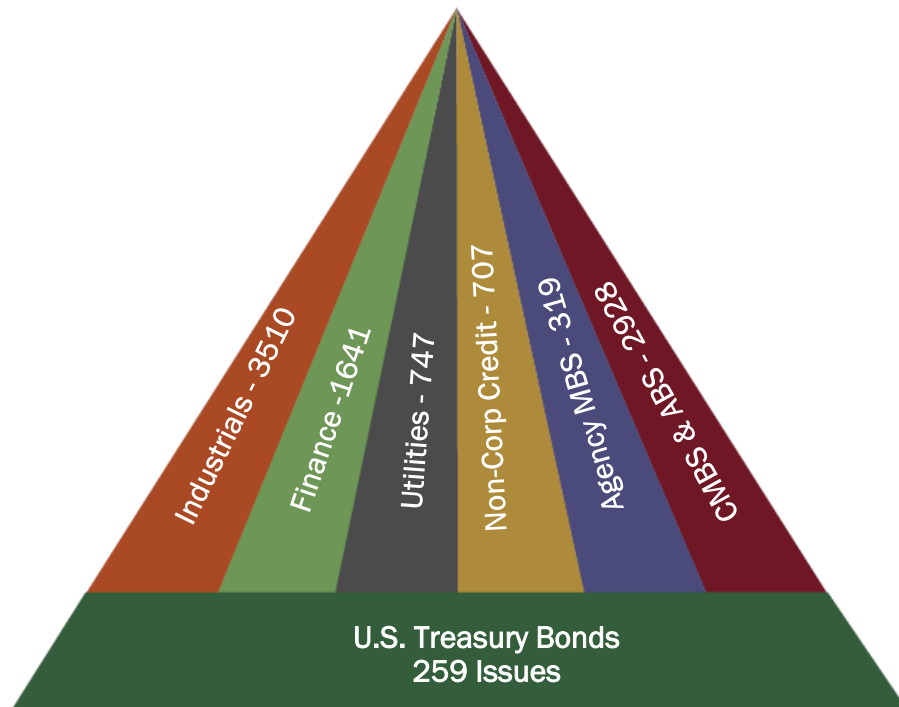 Industrials - 3510
Finance -1641
Utilities - 747
Non-Corp Credit - 707
Agency MBS - 319
CMBS & ABS - 2928
U.S. Treasury Bonds
259 Issues